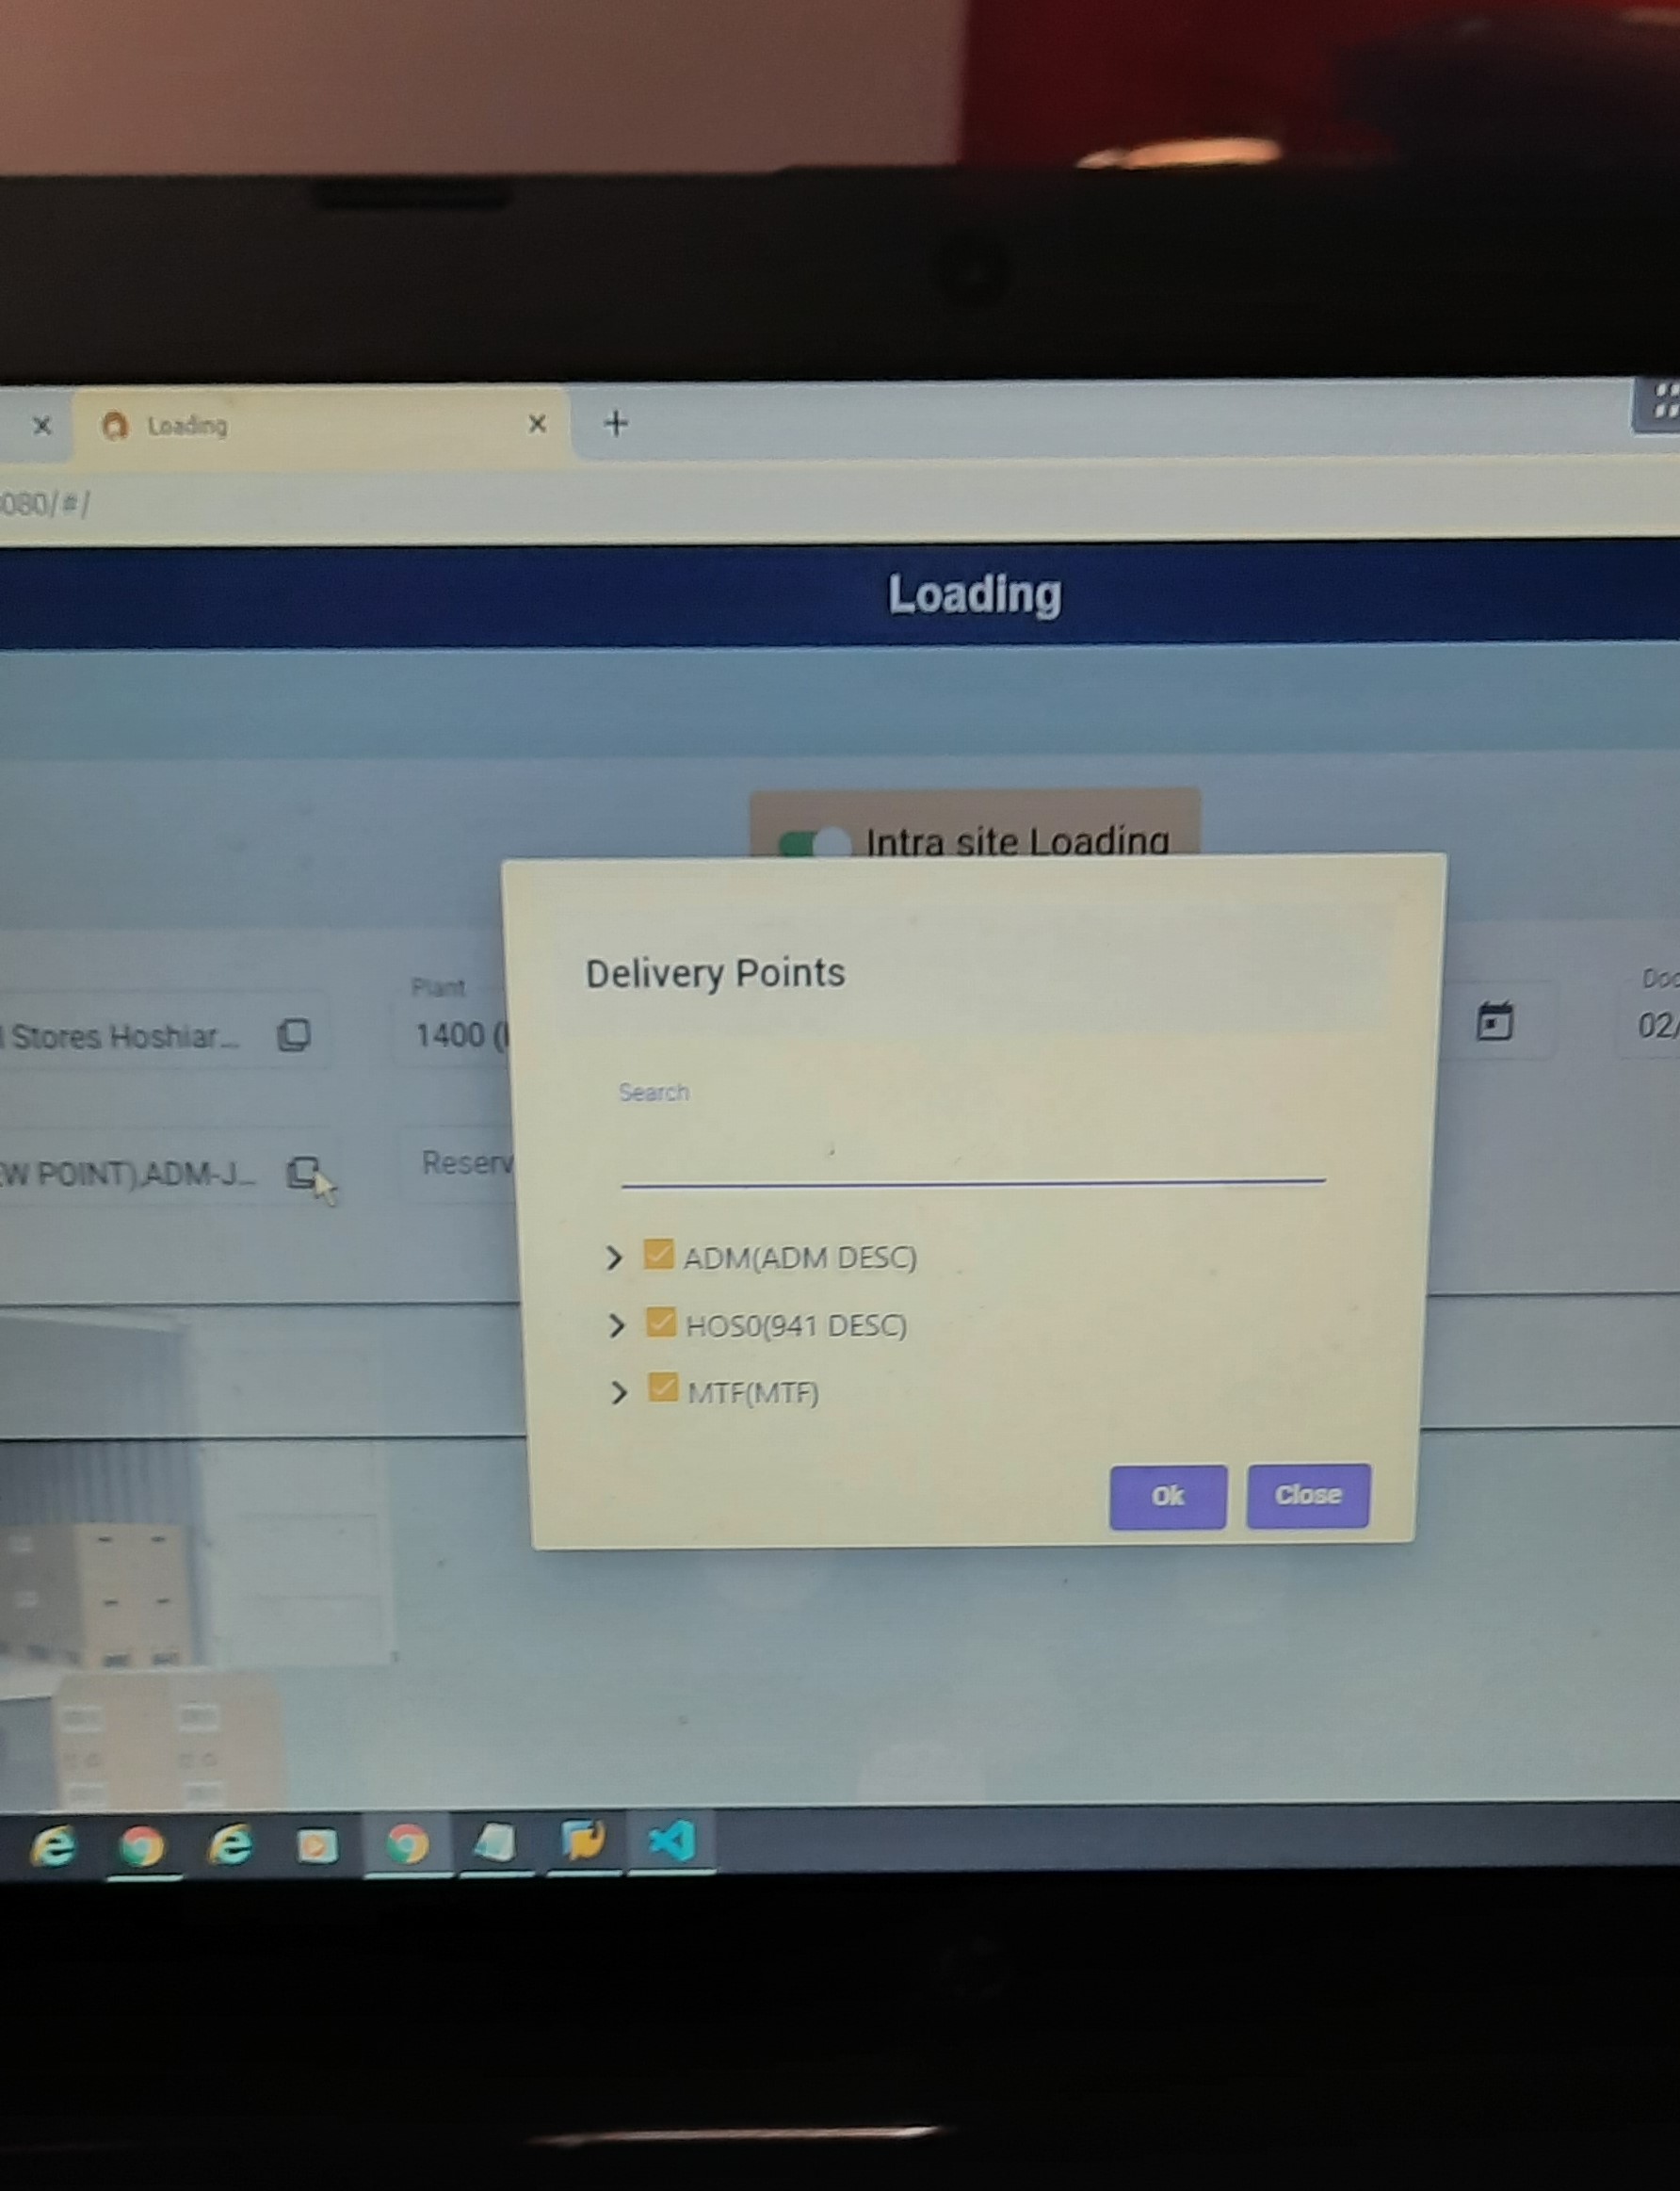 Loading
080/#/
Loading
Intra site Loading
Delivery Points
Plant
Stores Hoshiar...
1400
02/
Search
POINT),ADM-J...
Reserv
ADM(ADM DESC)
HOS0(941 DESC)
MTF(MTF)
Ok
Close